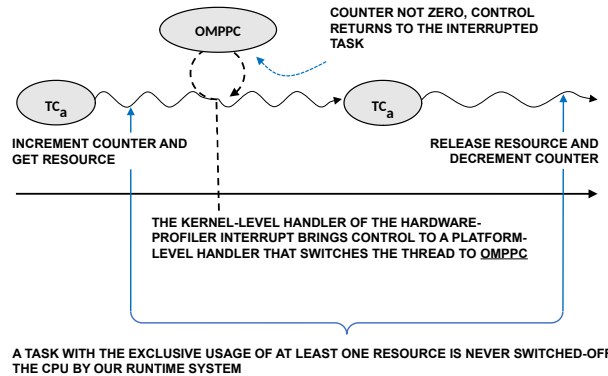 COUNTER NOT ZERO, CONTROL
RETURNS TO THE INTERRUPTED
TASK
OMPPC
TCa
TCa
INCREMENT COUNTER AND
GET RESOURCE
RELEASE RESOURCE AND
DECREMENT COUNTER
THE KERNEL-LEVEL HANDLER OF THE HARDWARE-
PROFILER INTERRUPT BRINGS CONTROL TO A PLATFORM-
LEVEL HANDLER THAT SWITCHES THE THREAD TO OMPPC
A TASK WITH THE EXCLUSIVE USAGE OF AT LEAST ONE RESOURCE IS NEVER SWITCHED-OFF
THE CPU BY OUR RUNTIME SYSTEM